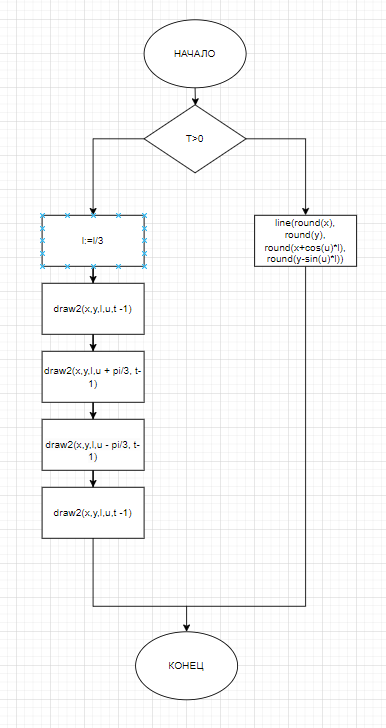 НАЧАЛО
T>0
l:=l/3
line(round(x),
round(y),
round(x+cos(u)*l),
round(y-sin(u)*l))
draw2(x,y,l,u,t -1)
draw2(x,y,l,u + pi/3, t-
1)
draw2(x,y,l,u - pi/3, t-
1)
draw2(x,y,l,u,t -1)
КОНЕЦ